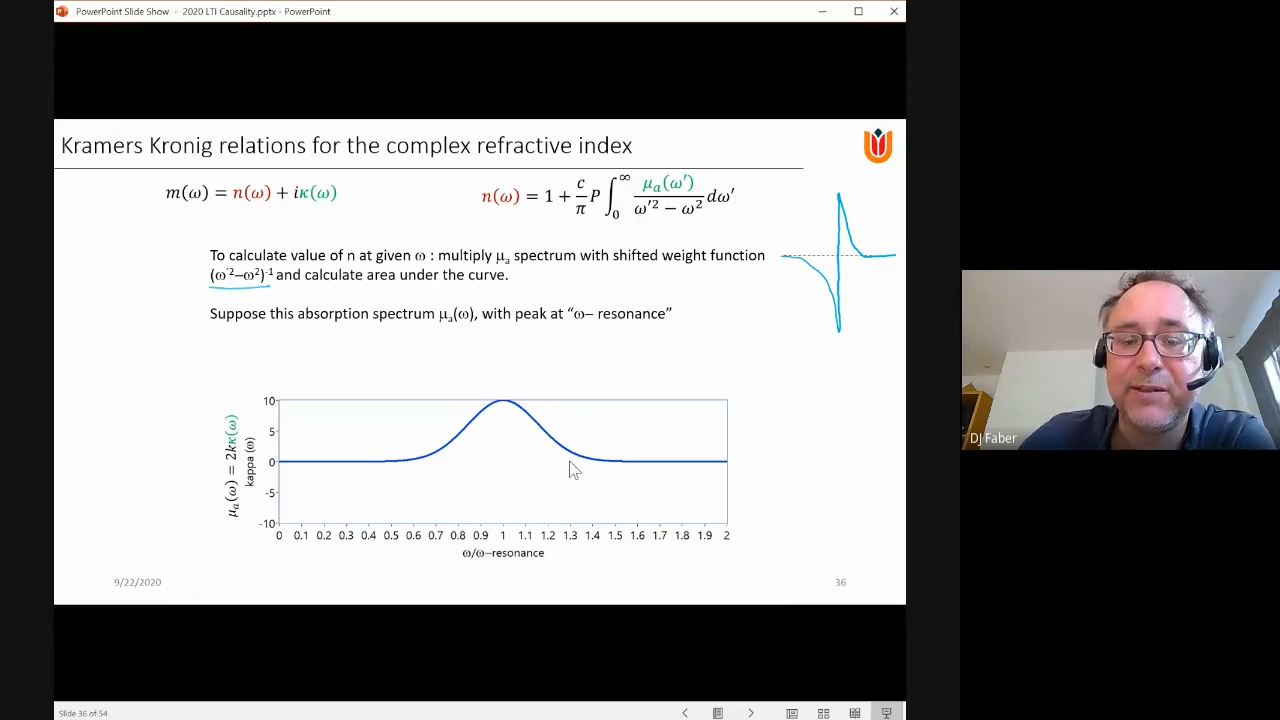 PowerPoint Slide Show - 2020 LTI Causality.pptx - PowerPoint
Kramers Kronig relations for the complex refractive index
m(ω) = n(ω) + iκ(ω)
n(ω) = 1 + c/π P ∫₀^∞ μₐ(ω′)/(ω′² − ω²) dω′
To calculate value of n at given ω : multiply μₐ spectrum with shifted weight function
(ω′²−ω²)⁻¹ and calculate area under the curve.
Suppose this absorption spectrum μₐ(ω), with peak at “ω− resonance”
μₐ(ω) = 2kκ(ω)
kappa (ω)
10
5
0
-5
-10
0 0.1 0.2 0.3 0.4 0.5 0.6 0.7 0.8 0.9 1 1.1 1.2 1.3 1.4 1.5 1.6 1.7 1.8 1.9 2
ω/ω−resonance
9/22/2020
36
DJ Faber
Slide 36 of 54